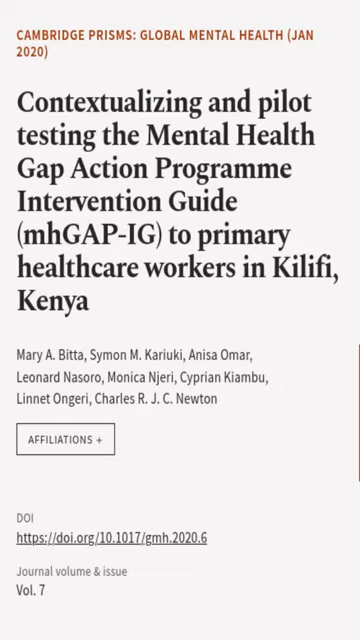 CAMBRIDGE PRISMS: GLOBAL MENTAL HEALTH (JAN
2020)
Contextualizing and pilot
testing the Mental Health
Gap Action Programme
Intervention Guide
(mhGAP-IG) to primary
healthcare workers in Kilifi,
Kenya
Mary A. Bitta, Symon M. Kariuki, Anisa Omar,
Leonard Nasoro, Monica Njeri, Cyprian Kiambu,
Linnet Ongeri, Charles R. J. C. Newton
AFFILIATIONS +
DOI
https://doi.org/10.1017/gmh.2020.6
Journal volume & issue
Vol. 7